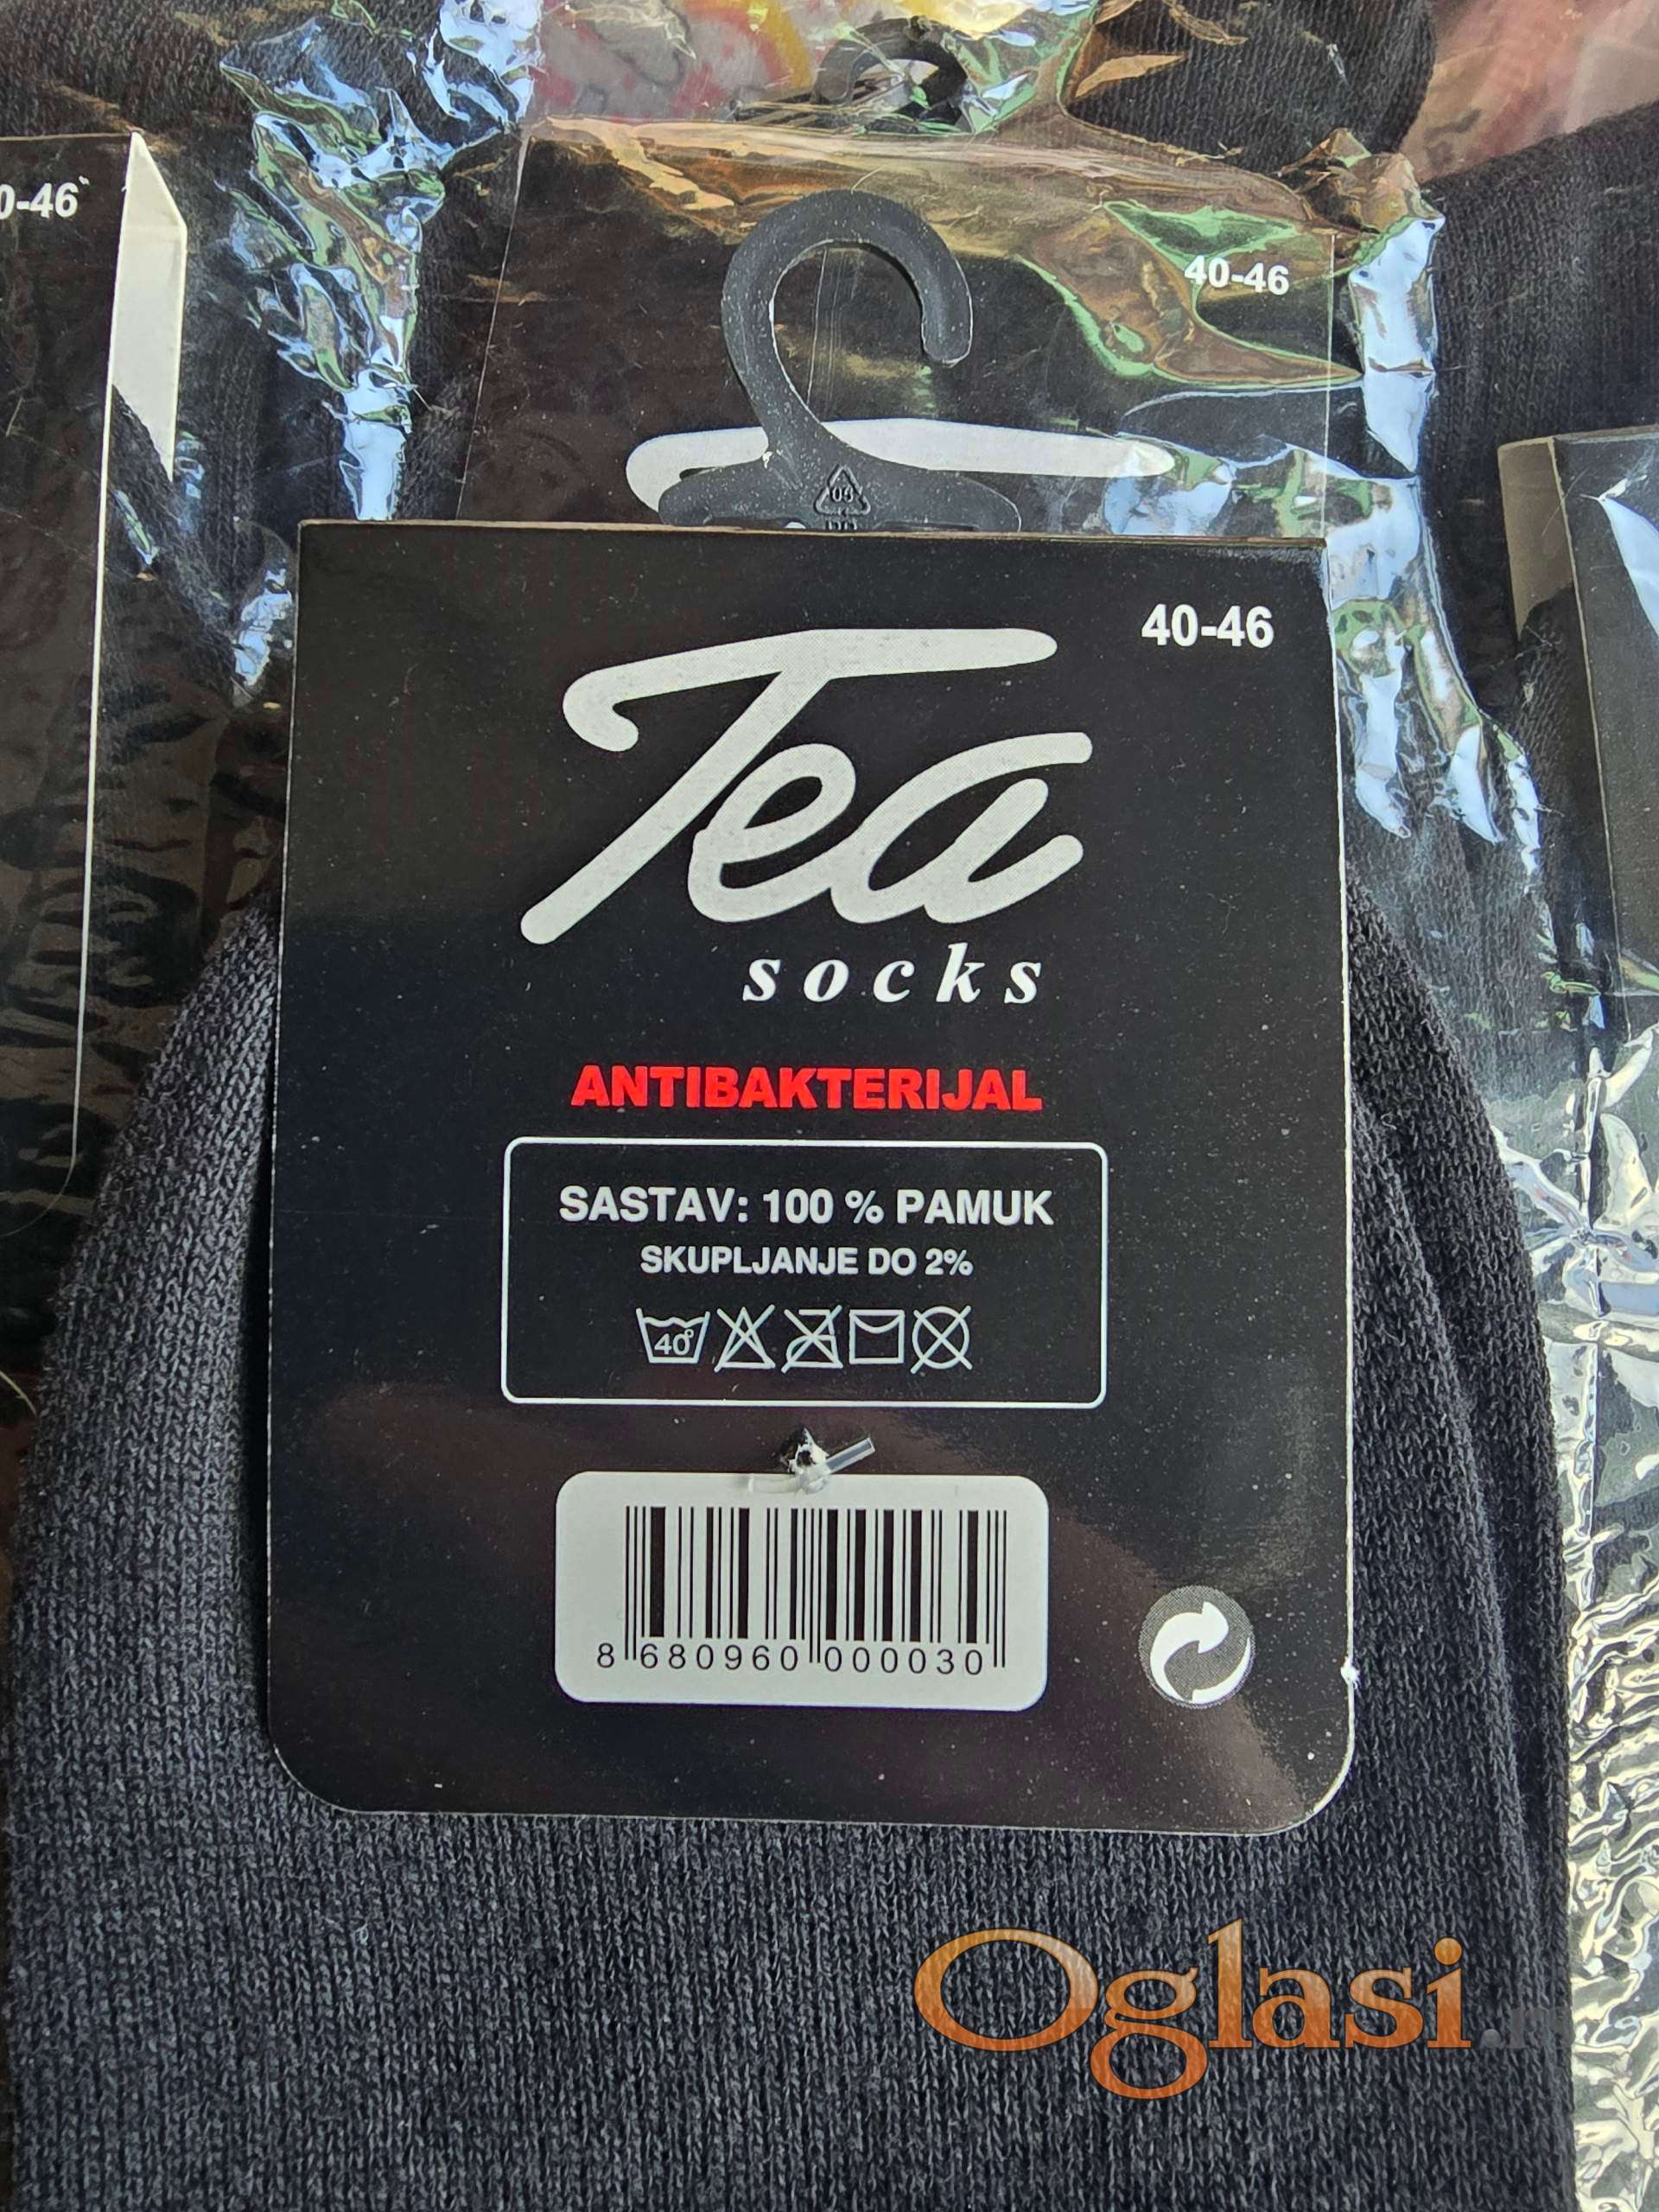 0-46
40-46
40-46
Tea
socks
ANTIBAKTERIJAL
SASTAV: 100 % PAMUK
SKUPLJANJE DO 2%
40°
8 680960 000030
Oglasi